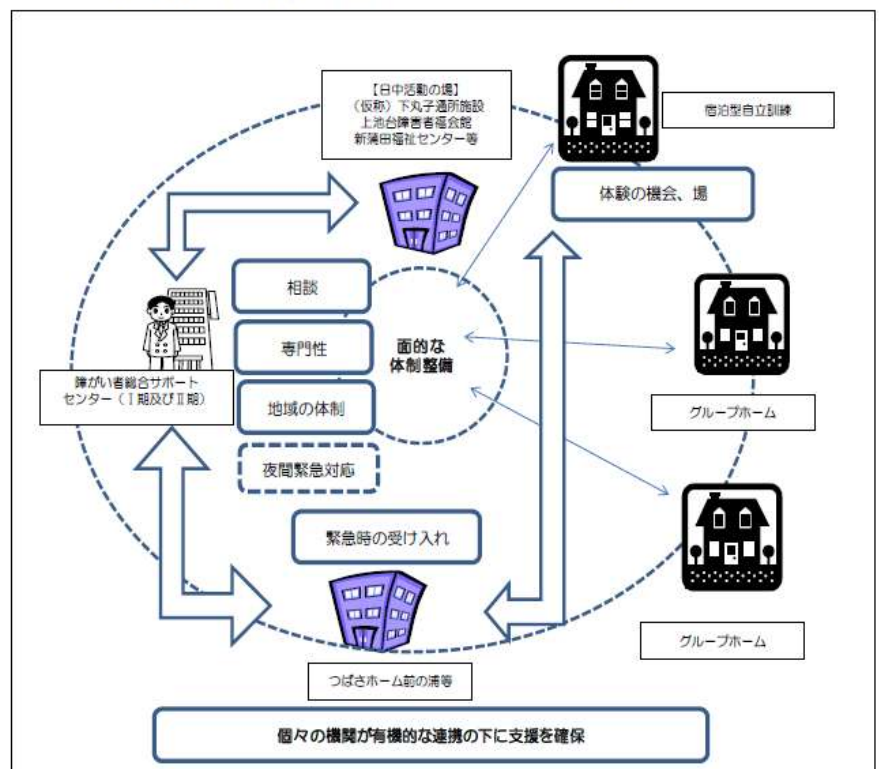 【日中活動の場】
（仮称）下丸子通所施設
上池台障害者福祉会館
新蒲田福祉センター等
宿泊型自立訓練
体験の機会、場
相談
専門性
地域の体制
夜間緊急対応
面的な
体制整備
障がい者総合サポート
センター（Ⅰ期及びⅡ期）
グループホーム
緊急時の受け入れ
グループホーム
つばさホーム前の浦等
個々の機関が有機的な連携の下に支援を確保